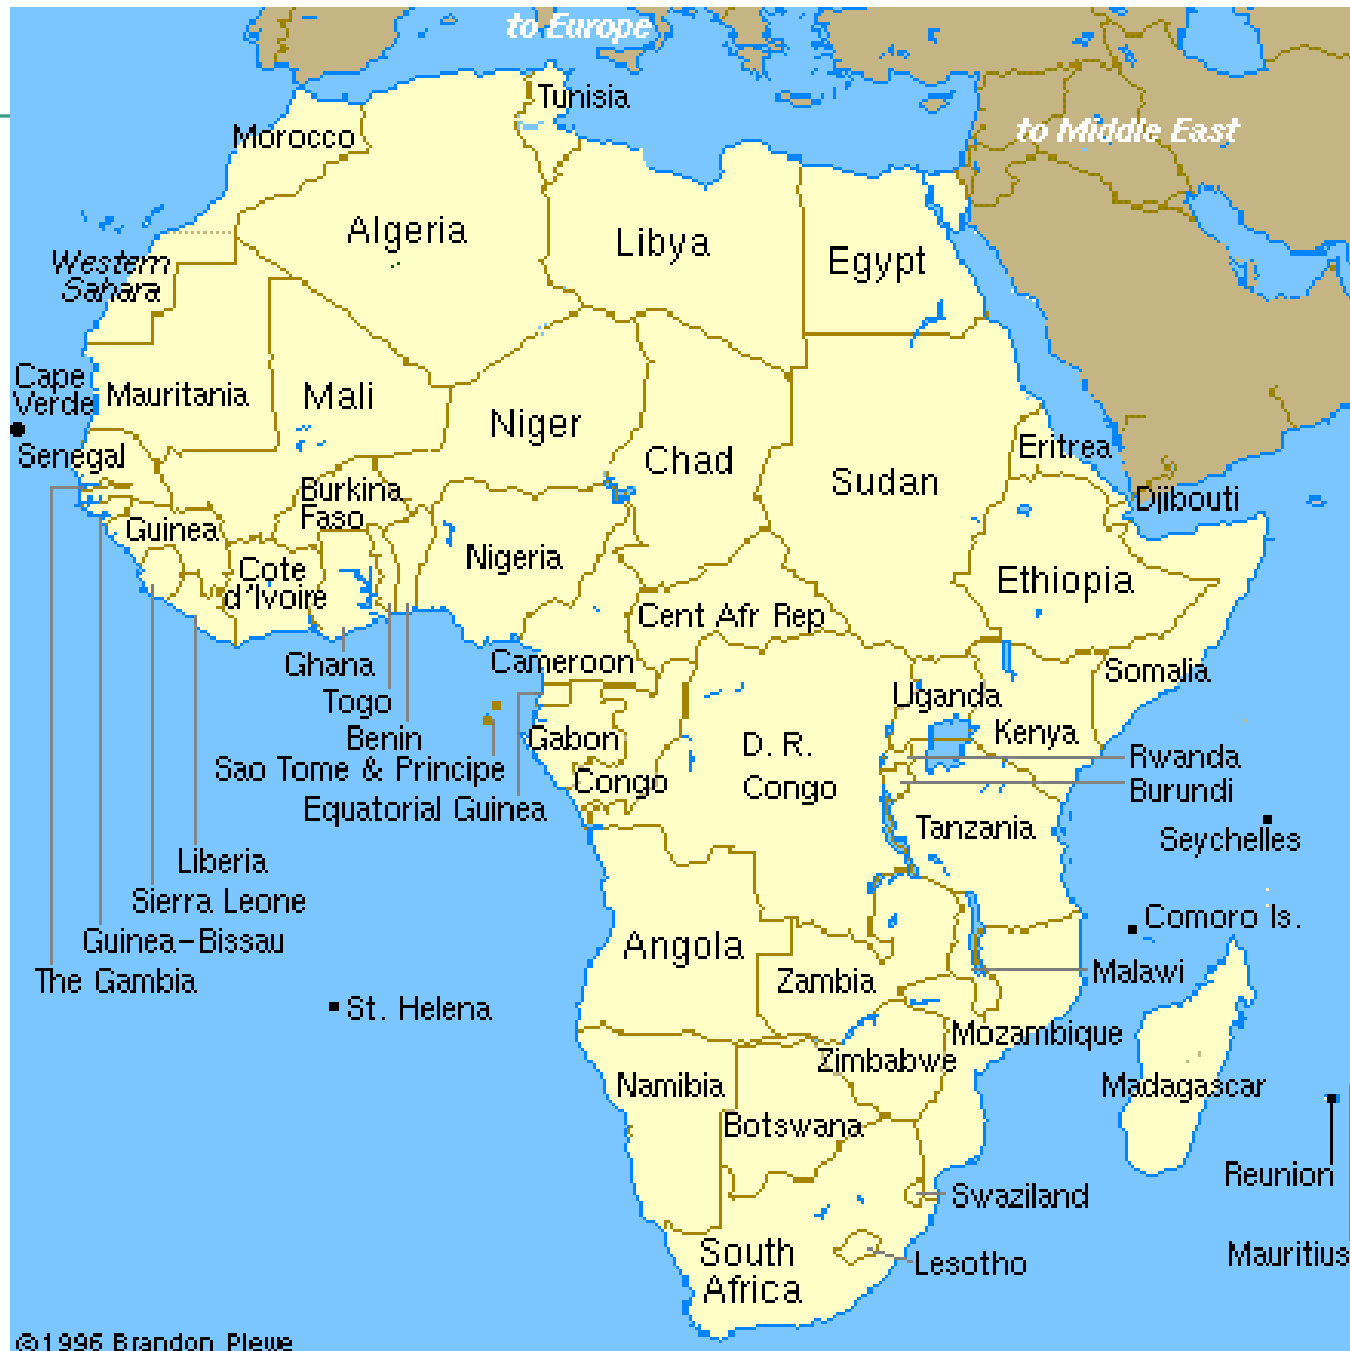 to Europe
Tunisia
to Middle East
Morocco
Algeria
Libya
Egypt
Western
Sahara
Cape
Verde
Mauritania
Mali
Niger
Chad
Sudan
Eritrea
Senegal
Burkina
Faso
Djibouti
Guinea
Nigeria
Cote
d'Ivoire
Ethiopia
Cent Afr Rep
Ghana
Cameroon
Somalia
Togo
Uganda
Benin
Gabon
D. R.
Congo
Kenya
Sao Tome & Principe
Congo
Rwanda
Burundi
Equatorial Guinea
Tanzania
Seychelles
Liberia
Sierra Leone
Comoro Is.
Guinea-Bissau
Angola
The Gambia
Zambia
Malawi
St. Helena
Mozambique
Zimbabwe
Namibia
Madagascar
Botswana
Reunion
Swaziland
South
Africa
Lesotho
Mauritius
©1996 Brandon Plewe